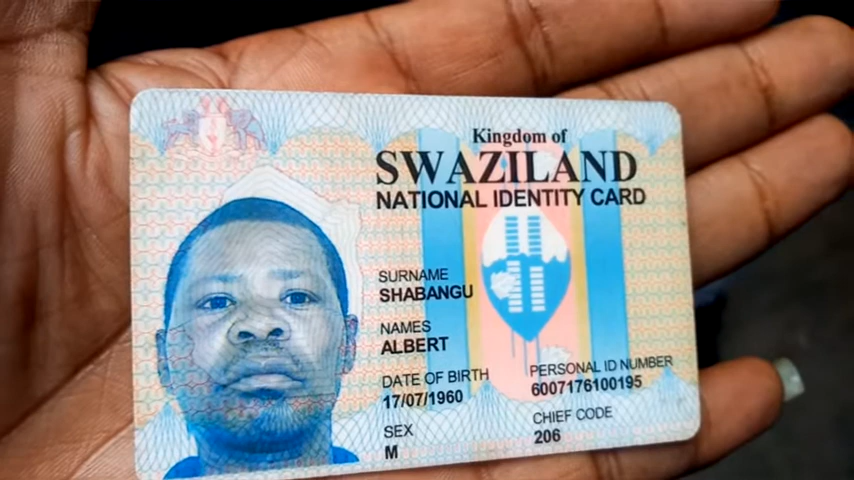 Kingdom of
SWAZILAND
NATIONAL IDENTITY CARD
SURNAME
SHABANGU
NAMES
ALBERT
DATE OF BIRTH
17/07/1960
PERSONAL ID NUMBER
6007176100195
SEX
M
CHIEF CODE
206